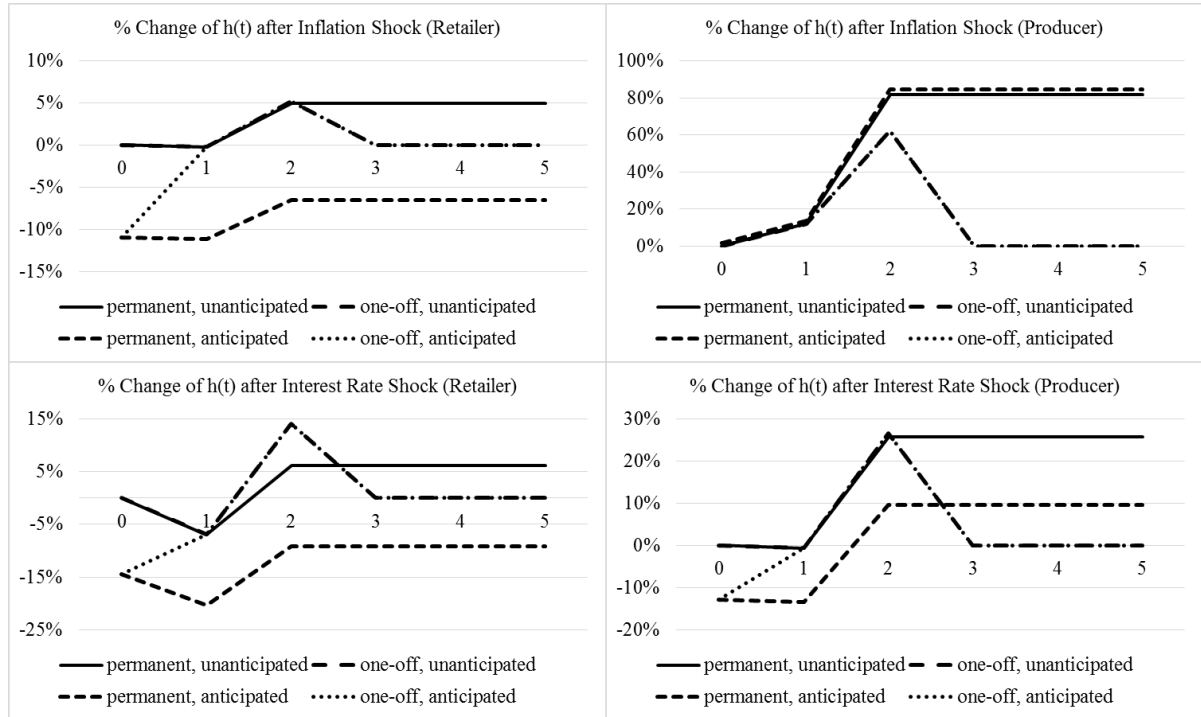 % Change of h(t) after Inflation Shock (Retailer)
10%
5%
0%
0 1 2 3 4 5
-5%
-10%
-15%
permanent, unanticipated one-off, unanticipated
permanent, anticipated one-off, anticipated
% Change of h(t) after Inflation Shock (Producer)
100%
80%
60%
40%
20%
0%
0 1 2 3 4 5
permanent, unanticipated one-off, unanticipated
permanent, anticipated one-off, anticipated
% Change of h(t) after Interest Rate Shock (Retailer)
15%
5%
-5%
0 1 2 3 4 5
-15%
-25%
permanent, unanticipated one-off, unanticipated
permanent, anticipated one-off, anticipated
% Change of h(t) after Interest Rate Shock (Producer)
30%
20%
10%
0%
0 1 2 3 4 5
-10%
-20%
permanent, unanticipated one-off, unanticipated
permanent, anticipated one-off, anticipated